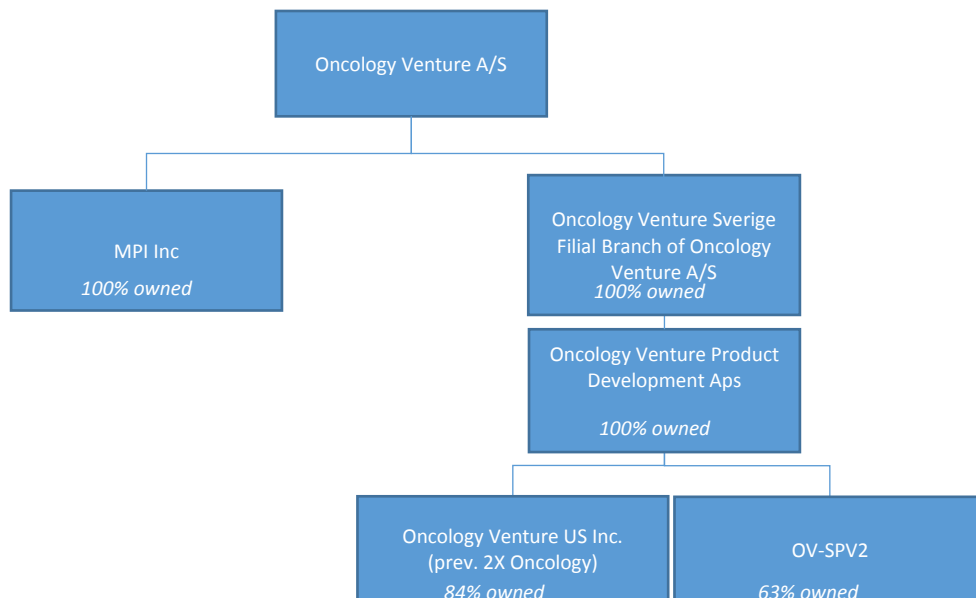 Oncology Venture A/S
MPI Inc
100% owned
Oncology Venture Sverige
Filial Branch of Oncology
Venture A/S
100% owned
Oncology Venture Product
Development Aps
100% owned
Oncology Venture US Inc.
(prev. 2X Oncology)
84% owned
OV-SPV2
63% owned